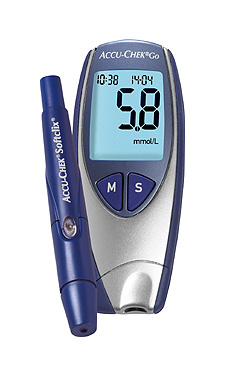 ACCU-CHEK® Go
10:38 14:04
5.8
mmol/L
M S
ACCU-CHEK® Softclix®